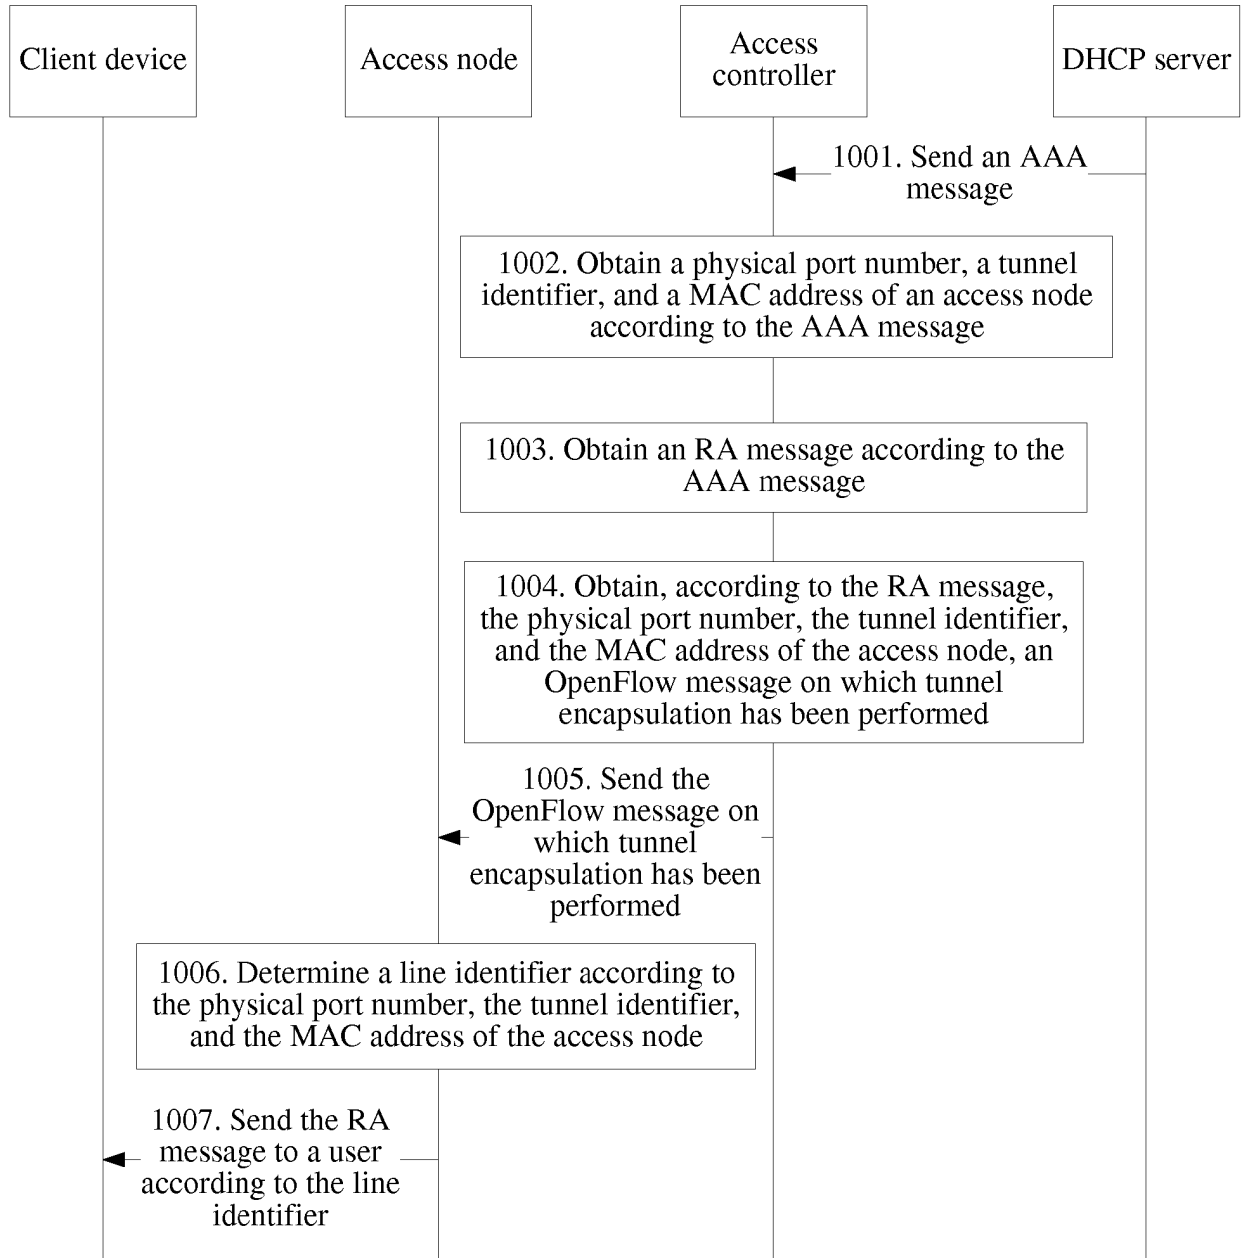 Client device
Access node
Access
controller
DHCP server
1001. Send an AAA
message
1002. Obtain a physical port number, a tunnel
identifier, and a MAC address of an access node
according to the AAA message
1003. Obtain an RA message according to the
AAA message
1004. Obtain, according to the RA message,
the physical port number, the tunnel identifier,
and the MAC address of the access node, an
OpenFlow message on which tunnel
encapsulation has been performed
1005. Send the
OpenFlow message on
which tunnel
encapsulation has been
performed
1006. Determine a line identifier according to
the physical port number, the tunnel identifier,
and the MAC address of the access node
1007. Send the RA
message to a user
according to the line
identifier